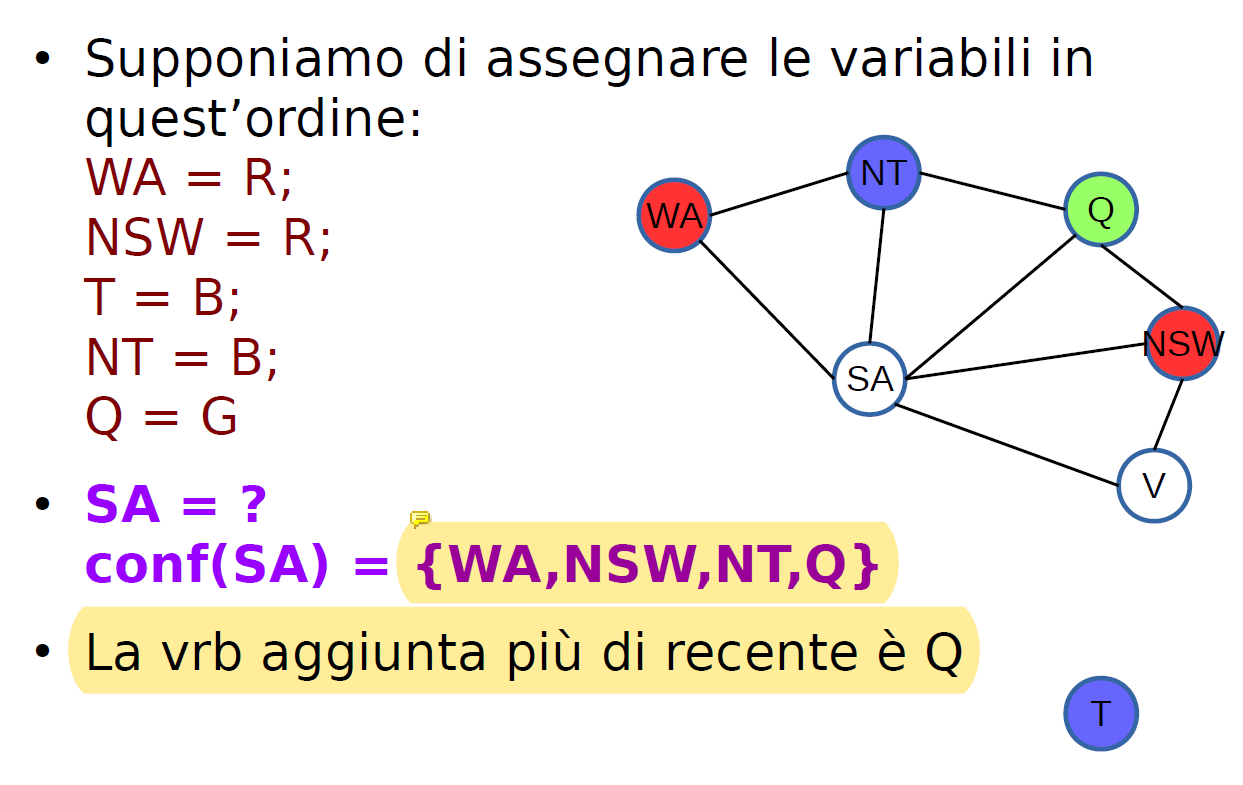 • Supponiamo di assegnare le variabili in
quest’ordine:
WA = R;
NSW = R;
T = B;
NT = B;
Q = G
• SA = ?
conf(SA) = {WA,NSW,NT,Q}
• La vrb aggiunta più di recente è Q
NT
WA
Q
NSW
SA
V
T